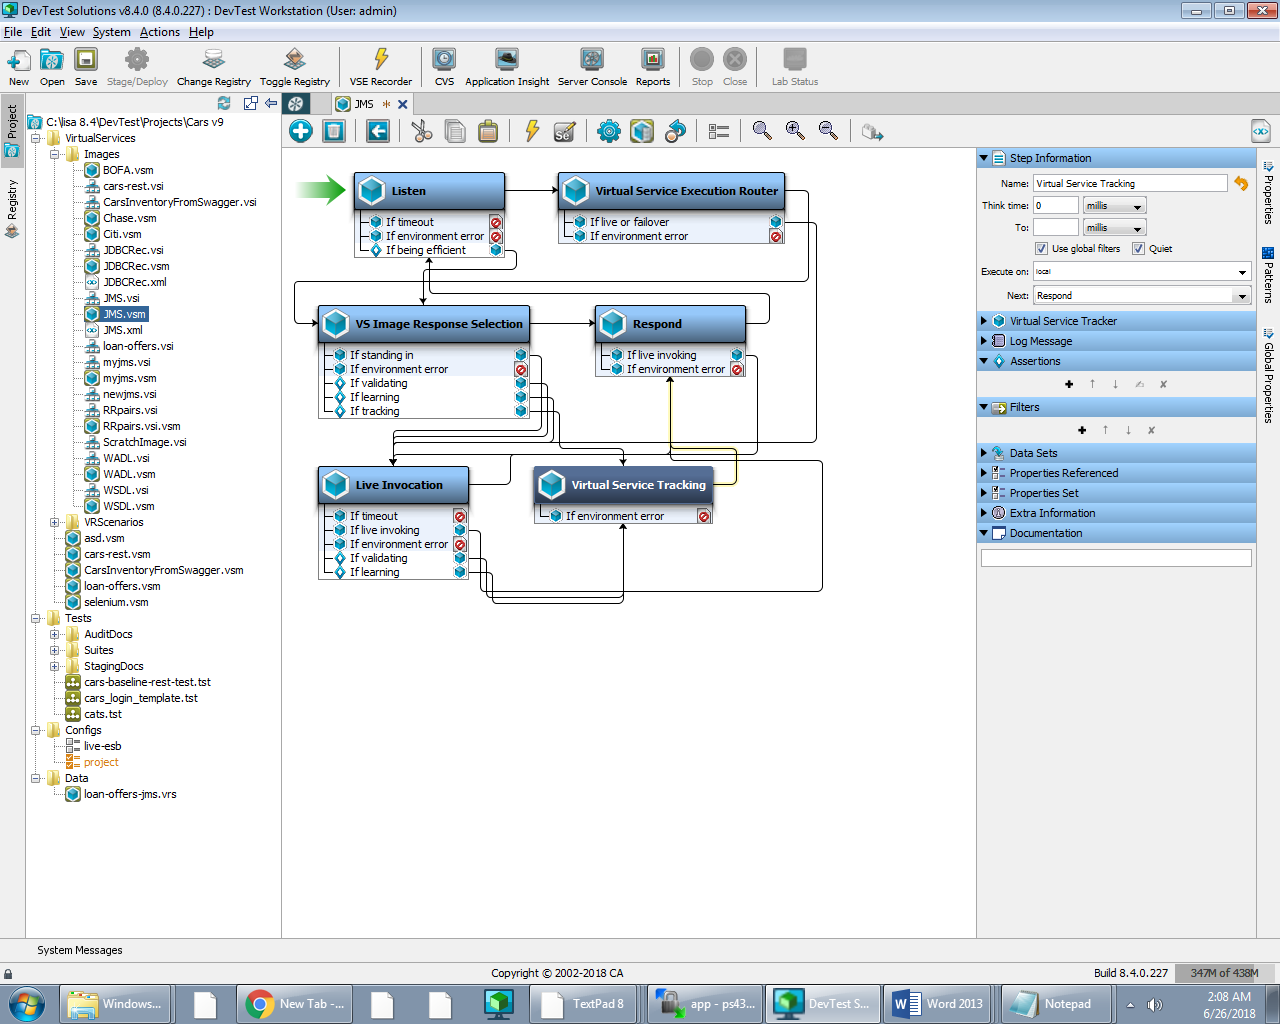 DevTest Solutions v8.4.0 (8.4.0.227) : DevTest Workstation (User: admin)
File Edit View System Actions Help
New Open Save Stage/Deploy Change Registry Toggle Registry VSE Recorder CVS Application Insight Server Console Reports Stop Close Lab Status
Project
Registry
C:\lisa 8.4\DevTest\Projects\Cars v9
VirtualServices
Images
BOFA.vsm
cars-rest.vsi
CarsInventoryFromSwagger.vsi
Chase.vsm
Citi.vsm
JDBCRec.vsi
JDBCRec.vsm
JDBCRec.xml
JMS.vsi
JMS.vsm
JMS.xml
loan-offers.vsi
myjms.vsi
myjms.vsm
newjms.vsi
RRpairs.vsi
RRpairs.vsi.vsm
ScratchImage.vsi
WADL.vsi
WADL.vsm
WSDL.vsi
WSDL.vsm
VRScenarios
asd.vsm
cars-rest.vsm
CarsInventoryFromSwagger.vsm
loan-offers.vsm
selenium.vsm
Tests
AuditDocs
Suites
StagingDocs
cars-baseline-rest-test.tst
cars_login_template.tst
cats.tst
Configs
live-esb
project
Data
loan-offers-jms.vrs
JMS
Listen
If timeout
If environment error
If being efficient
Virtual Service Execution Router
If live or failover
If environment error
VS Image Response Selection
If standing in
If environment error
If validating
If learning
If tracking
Respond
If live invoking
If environment error
Live Invocation
If timeout
If live invoking
If environment error
If validating
If learning
Virtual Service Tracking
If environment error
Step Information
Name: Virtual Service Tracking
Think time: 0 millis
To: millis
Use global filters Quiet
Execute on: local
Next: Respond
Virtual Service Tracker
Log Message
Assertions
Filters
Data Sets
Properties Referenced
Properties Set
Extra Information
Documentation
Properties
Patterns
Global Properties
System Messages
Copyright © 2002-2018 CA
Build 8.4.0.227
347M of 438M
Windows...
New Tab -...
TextPad 8
app - ps43...
DevTest S...
Word 2013
Notepad
2:08 AM
6/26/2018